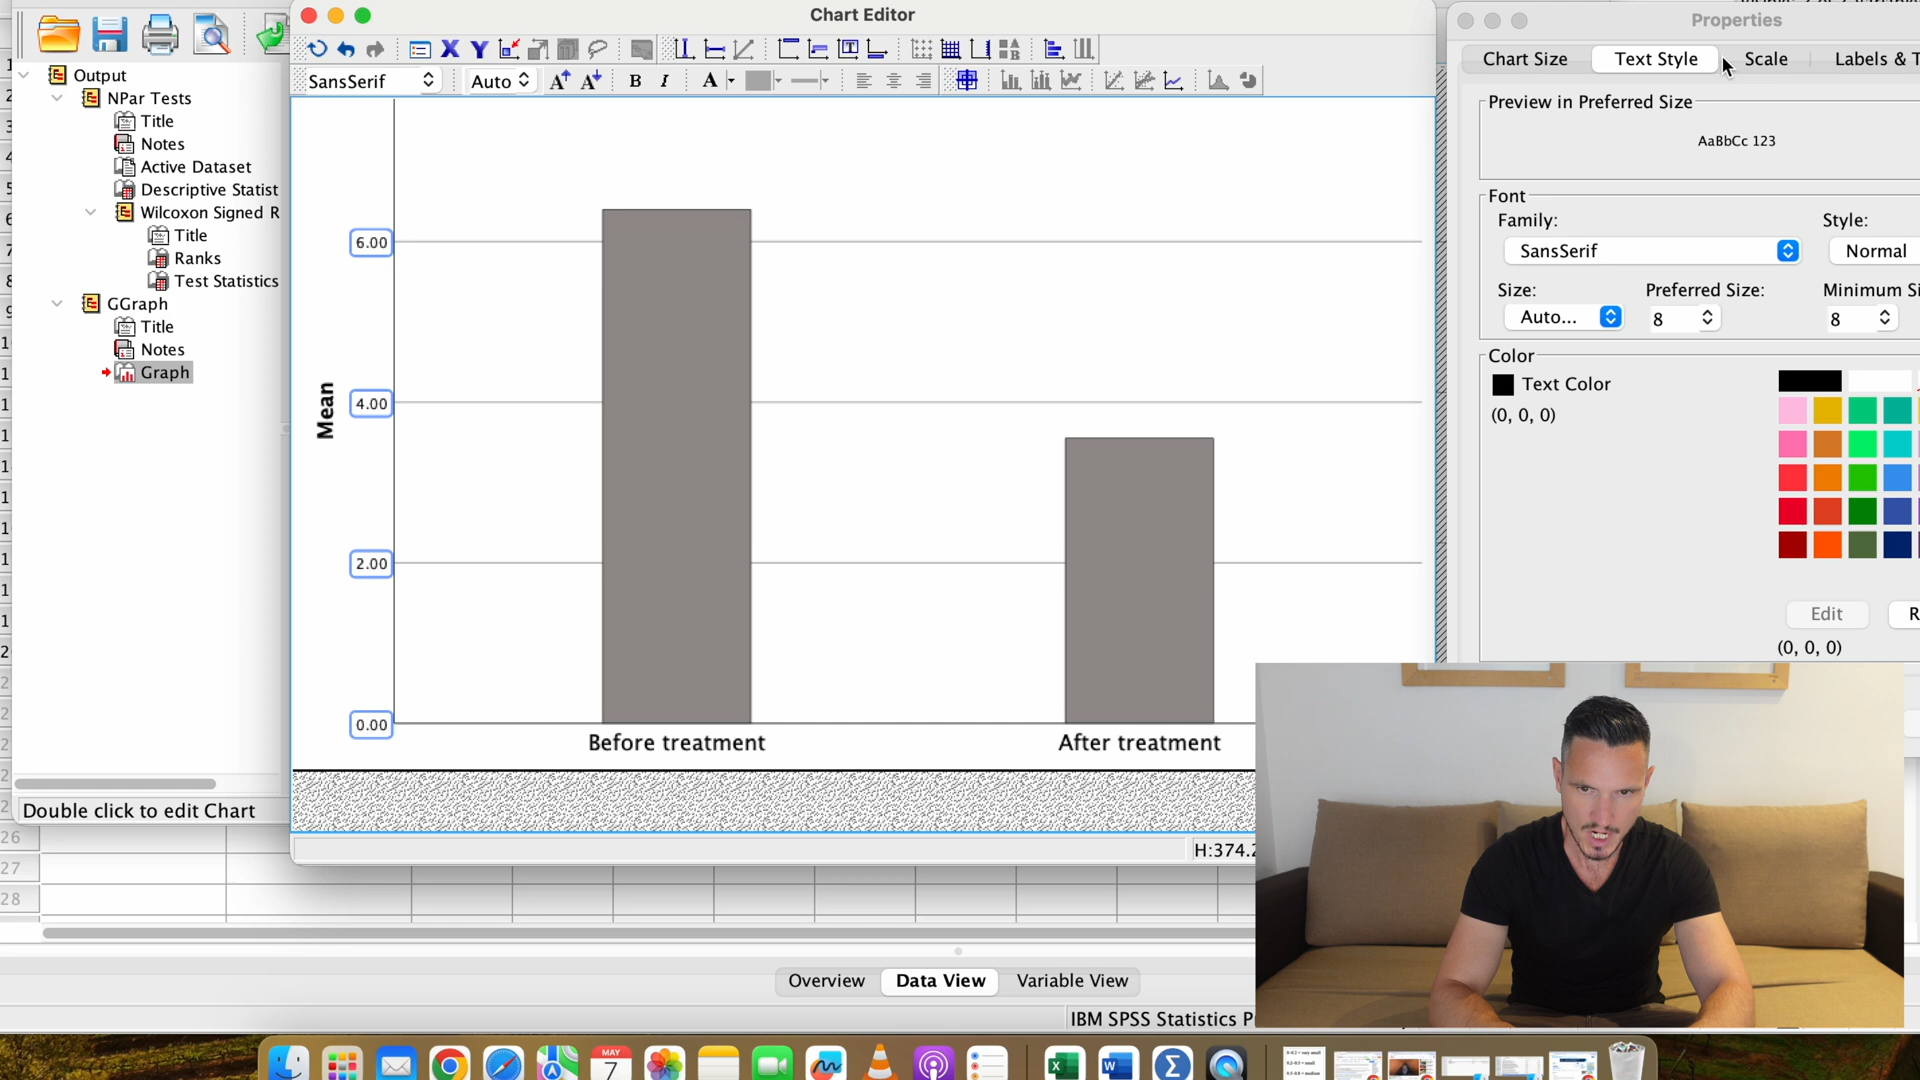 Chart Editor
Properties
SansSerif
Auto
B
I
A
Output
NPar Tests
Title
Notes
Active Dataset
Descriptive Statist
Wilcoxon Signed R
Title
Ranks
Test Statistics
GGraph
Title
Notes
Graph
Double click to edit Chart
26
27
28
Mean
6.00
4.00
2.00
0.00
Before treatment
After treatment
H:374.2
Chart Size
Text Style
Scale
Labels & T
Preview in Preferred Size
AaBbCc 123
Font
Family:
Style:
SansSerif
Normal
Size:
Preferred Size:
Minimum Si
Auto...
8
8
Color
Text Color
(0, 0, 0)
Edit
R
(0, 0, 0)
Overview
Data View
Variable View
IBM SPSS Statistics P
MAY
7